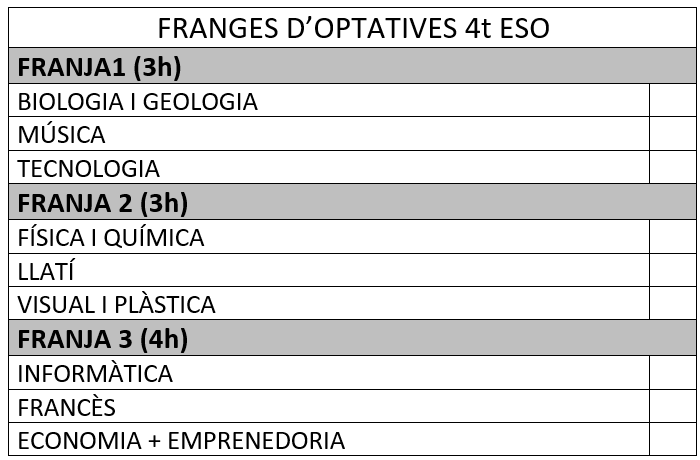 FRANGES D’OPTATIVES 4t ESO
FRANJA1 (3h)
BIOLOGIA I GEOLOGIA
MÚSICA
TECNOLOGIA
FRANJA 2 (3h)
FÍSICA I QUÍMICA
LLATÍ
VISUAL I PLÀSTICA
FRANJA 3 (4h)
INFORMÀTICA
FRANCÈS
ECONOMIA + EMPRENEDORIA